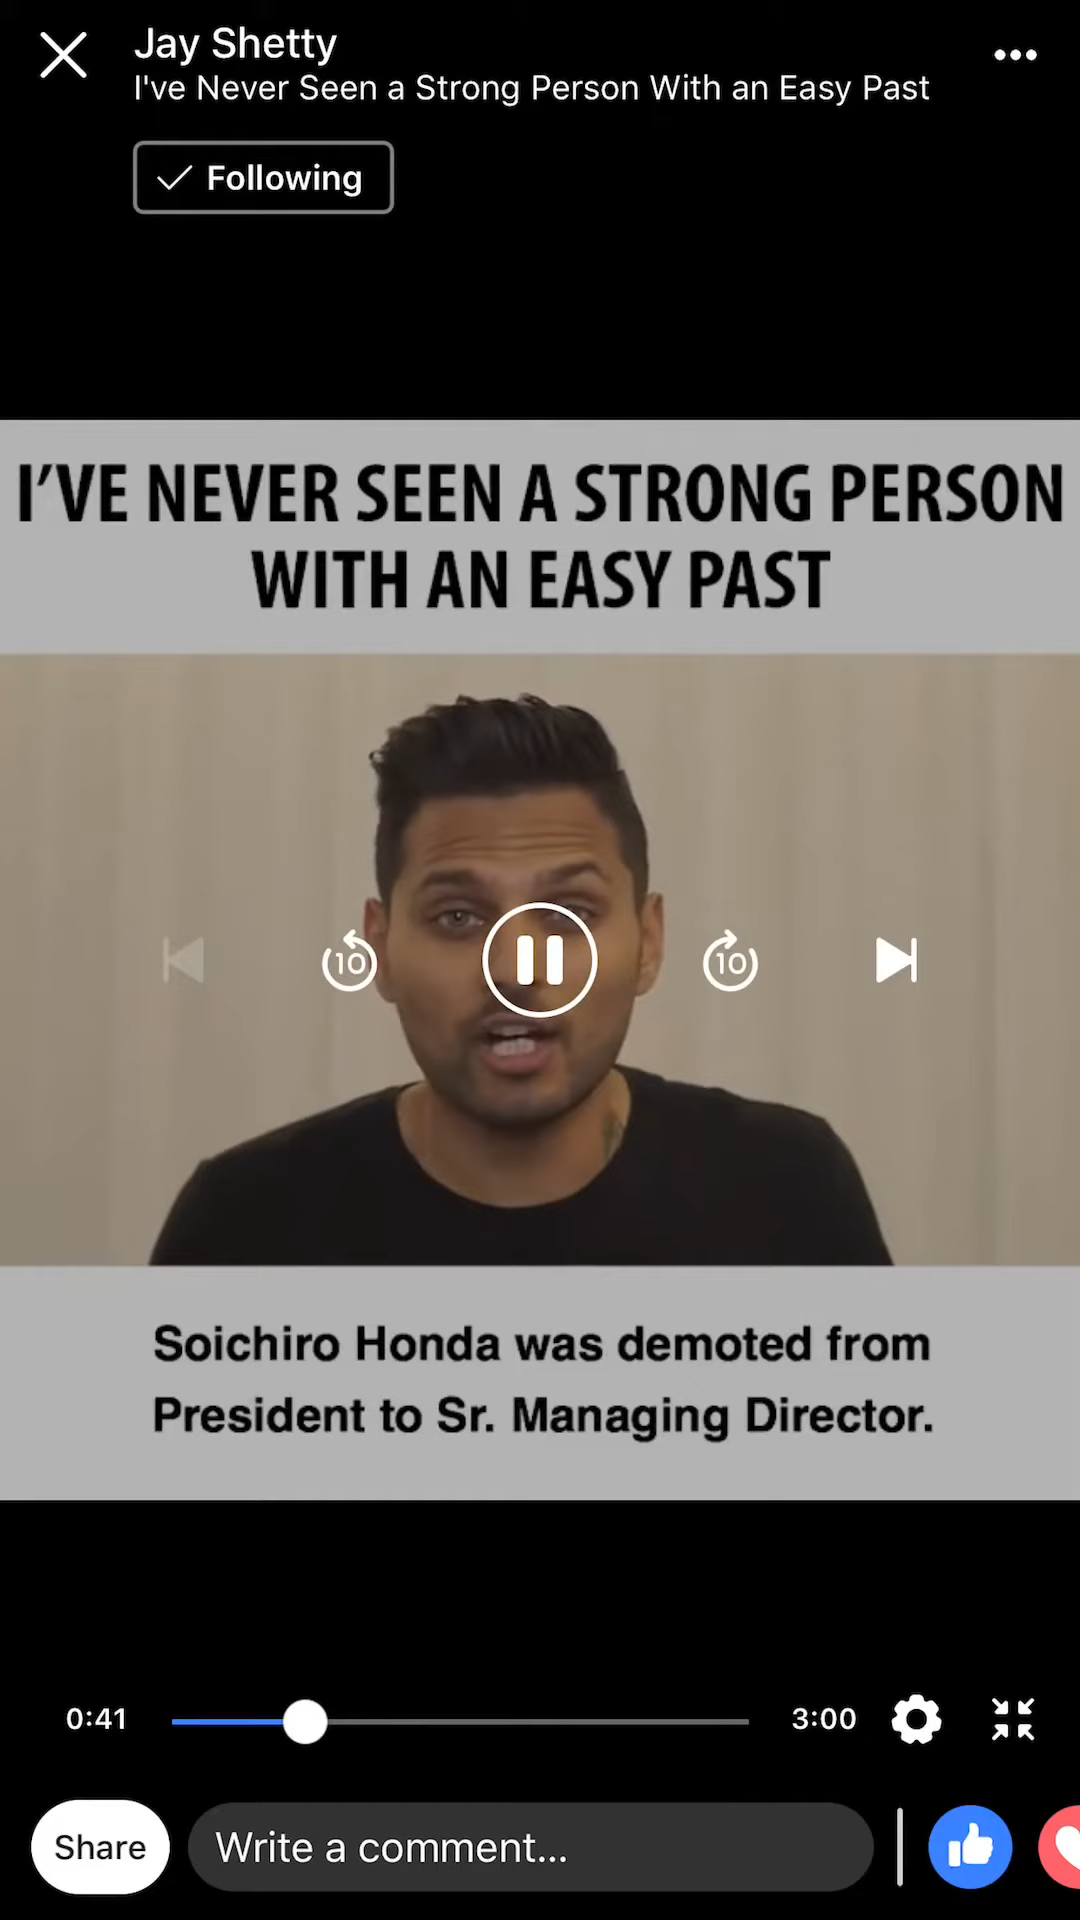 Jay Shetty
I've Never Seen a Strong Person With an Easy Past
Following
I'VE NEVER SEEN A STRONG PERSON
WITH AN EASY PAST
10
10
Soichiro Honda was demoted from
President to Sr. Managing Director.
0:41
3:00
Share
Write a comment...